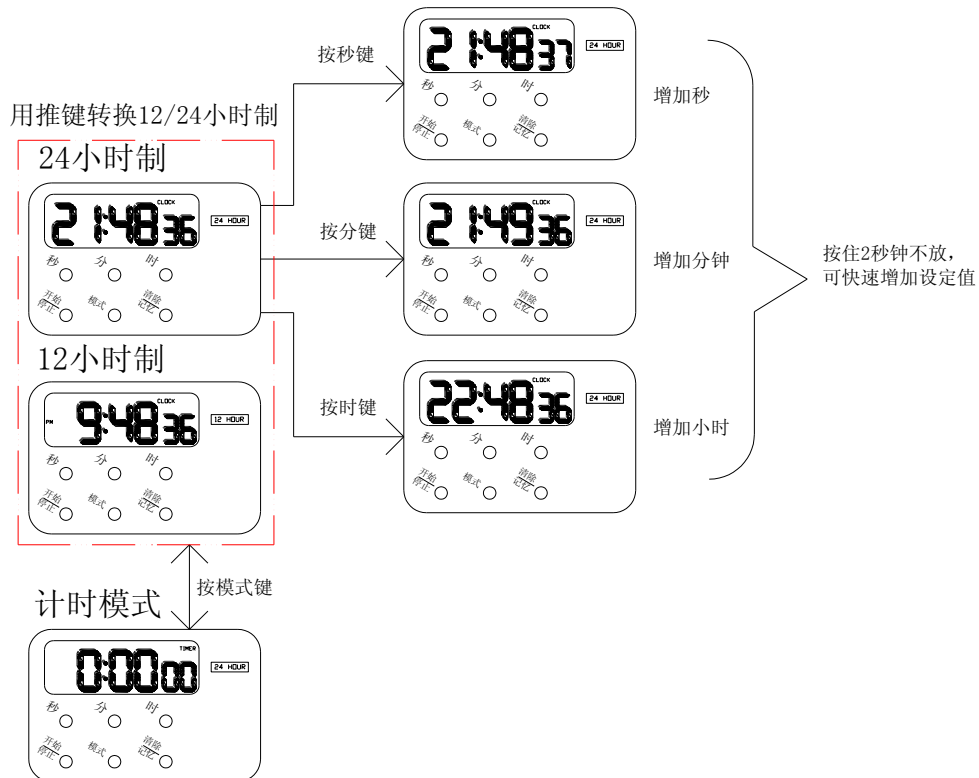 用推键转换12/24小时制
24小时制
CLOCK
21:48 36
24 HOUR
秒 分 时
开始/停止 模式 清除/记忆
12小时制
CLOCK
PM 9:48 36
12 HOUR
秒 分 时
开始/停止 模式 清除/记忆
按模式键
计时模式
TIMER
0:00 00
24 HOUR
秒 分 时
开始/停止 模式 清除/记忆
按秒键
CLOCK
21:48 37
24 HOUR
秒 分 时
开始/停止 模式 清除/记忆
增加秒
按分键
CLOCK
21:49 36
24 HOUR
秒 分 时
开始/停止 模式 清除/记忆
增加分钟
按时键
CLOCK
22:48 36
24 HOUR
秒 分 时
开始/停止 模式 清除/记忆
增加小时
按住2秒钟不放，
可快速增加设定值